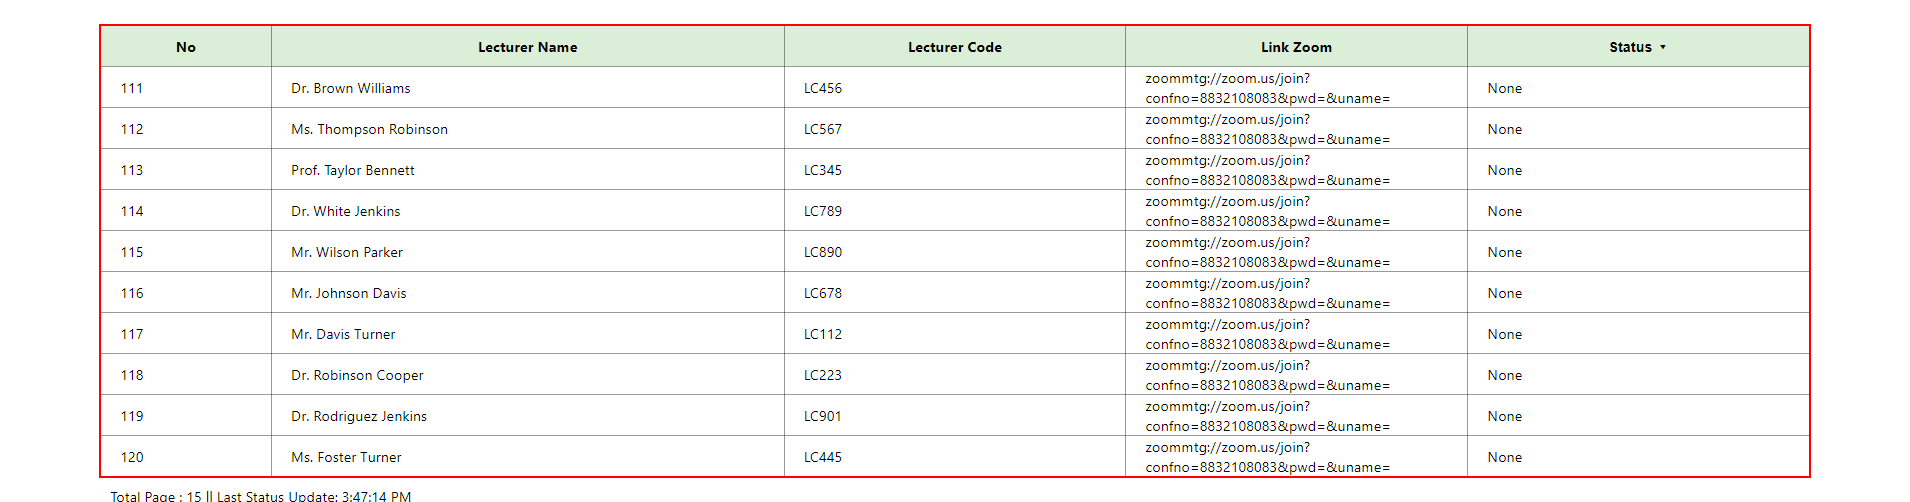 No Lecturer Name Lecturer Code Link Zoom Status ▼
111 Dr. Brown Williams LC456 zoommtg://zoom.us/join?
confno=8832108083&pwd=&uname= None
112 Ms. Thompson Robinson LC567 zoommtg://zoom.us/join?
confno=8832108083&pwd=&uname= None
113 Prof. Taylor Bennett LC345 zoommtg://zoom.us/join?
confno=8832108083&pwd=&uname= None
114 Dr. White Jenkins LC789 zoommtg://zoom.us/join?
confno=8832108083&pwd=&uname= None
115 Mr. Wilson Parker LC890 zoommtg://zoom.us/join?
confno=8832108083&pwd=&uname= None
116 Mr. Johnson Davis LC678 zoommtg://zoom.us/join?
confno=8832108083&pwd=&uname= None
117 Mr. Davis Turner LC112 zoommtg://zoom.us/join?
confno=8832108083&pwd=&uname= None
118 Dr. Robinson Cooper LC223 zoommtg://zoom.us/join?
confno=8832108083&pwd=&uname= None
119 Dr. Rodriguez Jenkins LC901 zoommtg://zoom.us/join?
confno=8832108083&pwd=&uname= None
120 Ms. Foster Turner LC445 zoommtg://zoom.us/join?
confno=8832108083&pwd=&uname= None
Total Page : 15 || Last Status Update: 3:47:14 PM